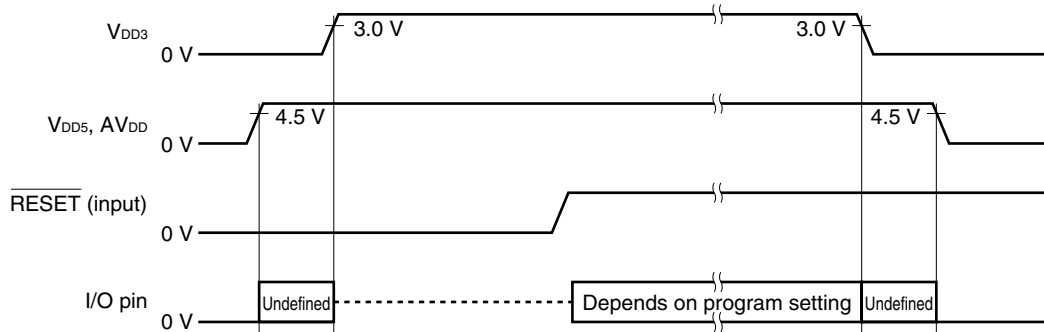 VDD3
3.0 V
3.0 V
0 V
VDD5, AVDD
4.5 V
4.5 V
0 V
RESET (input)
0 V
I/O pin
Undefined
Depends on program setting
Undefined
0 V